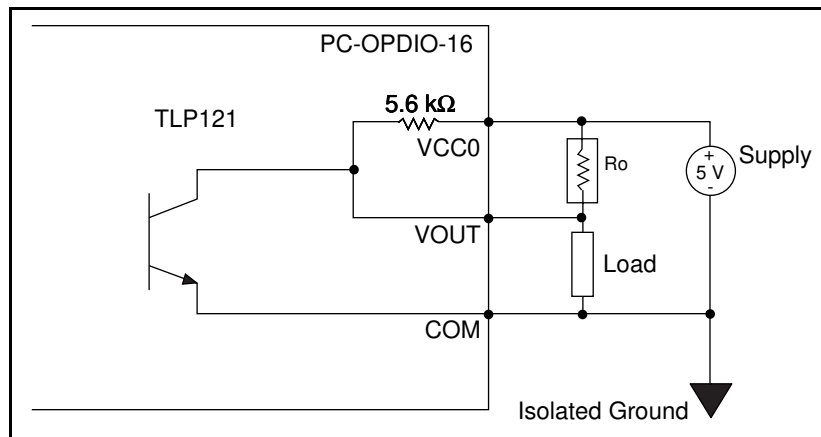 PC-OPDIO-16
5.6 kΩ
TLP121
VCC0
Ro
+
5 V
-
Supply
VOUT
Load
COM
Isolated Ground